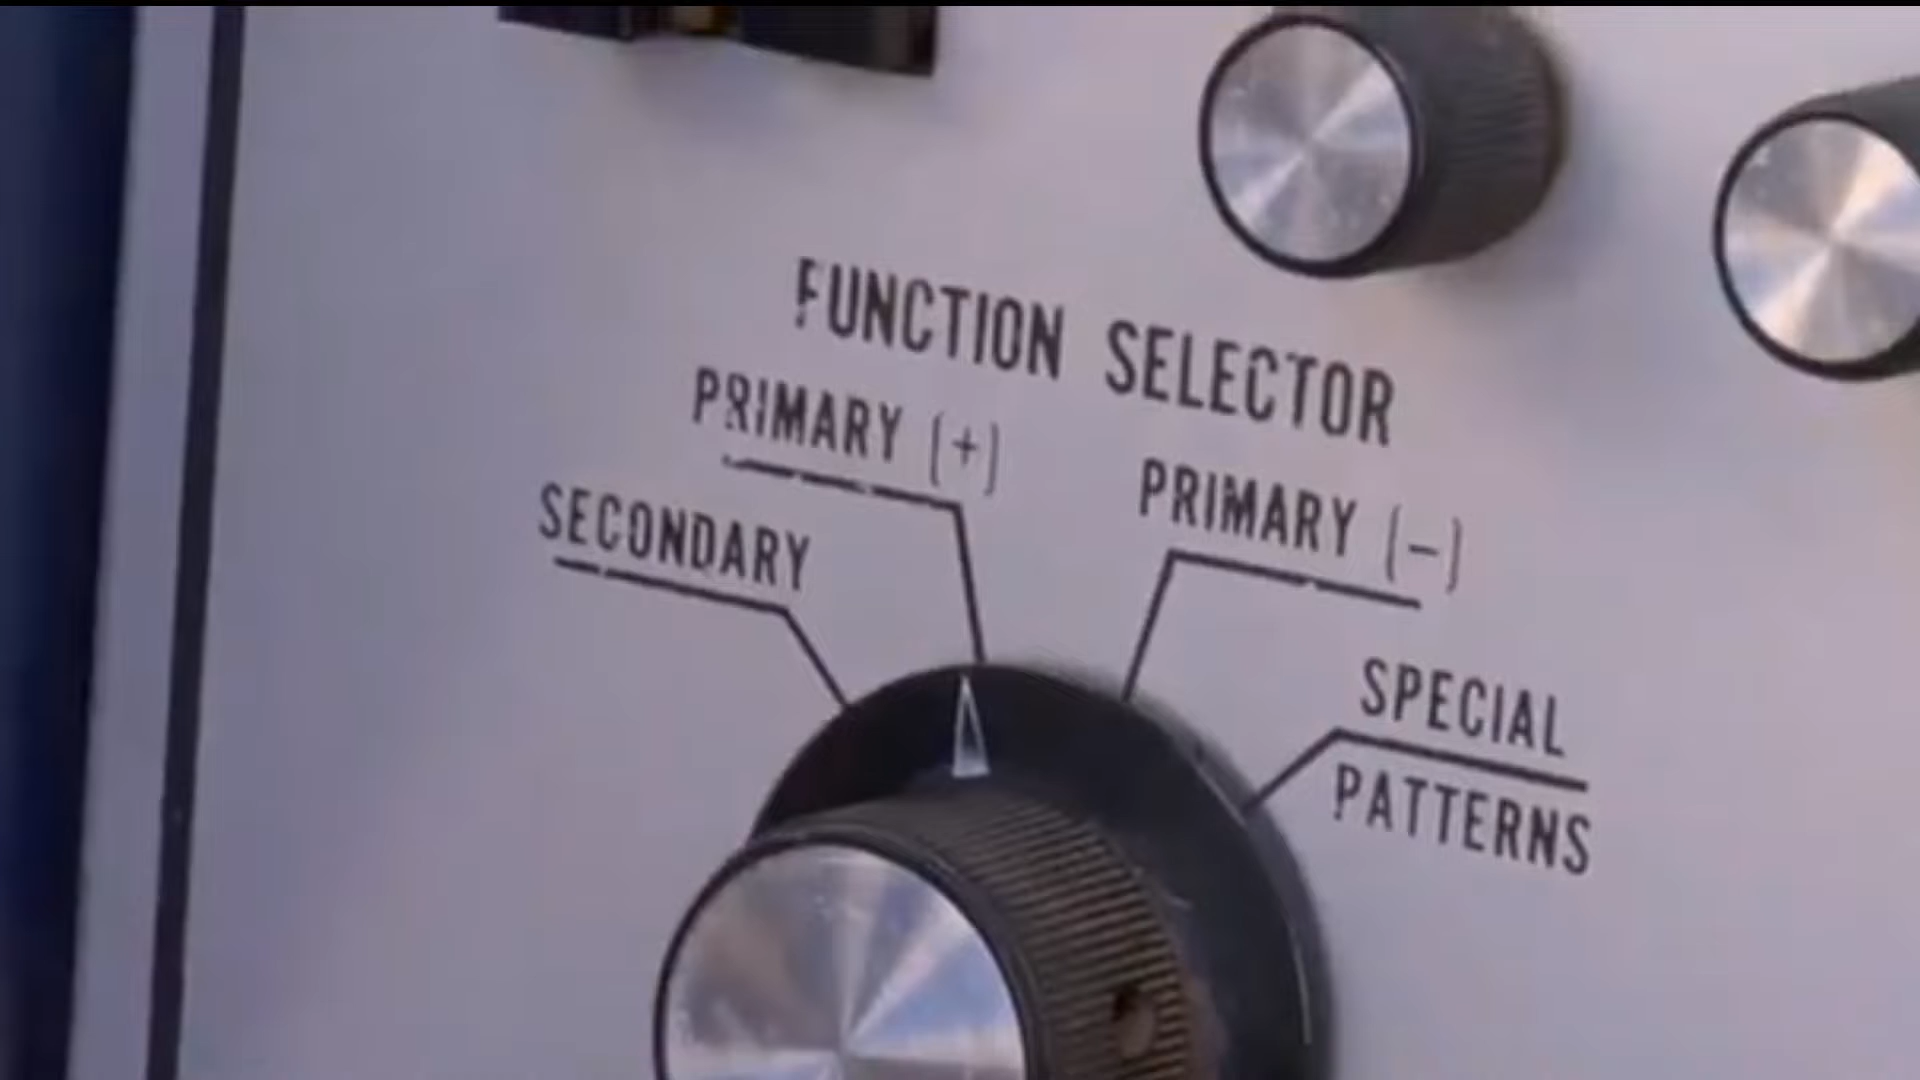 FUNCTION SELECTOR
PRIMARY (+)
PRIMARY (-)
SECONDARY
SPECIAL
PATTERNS